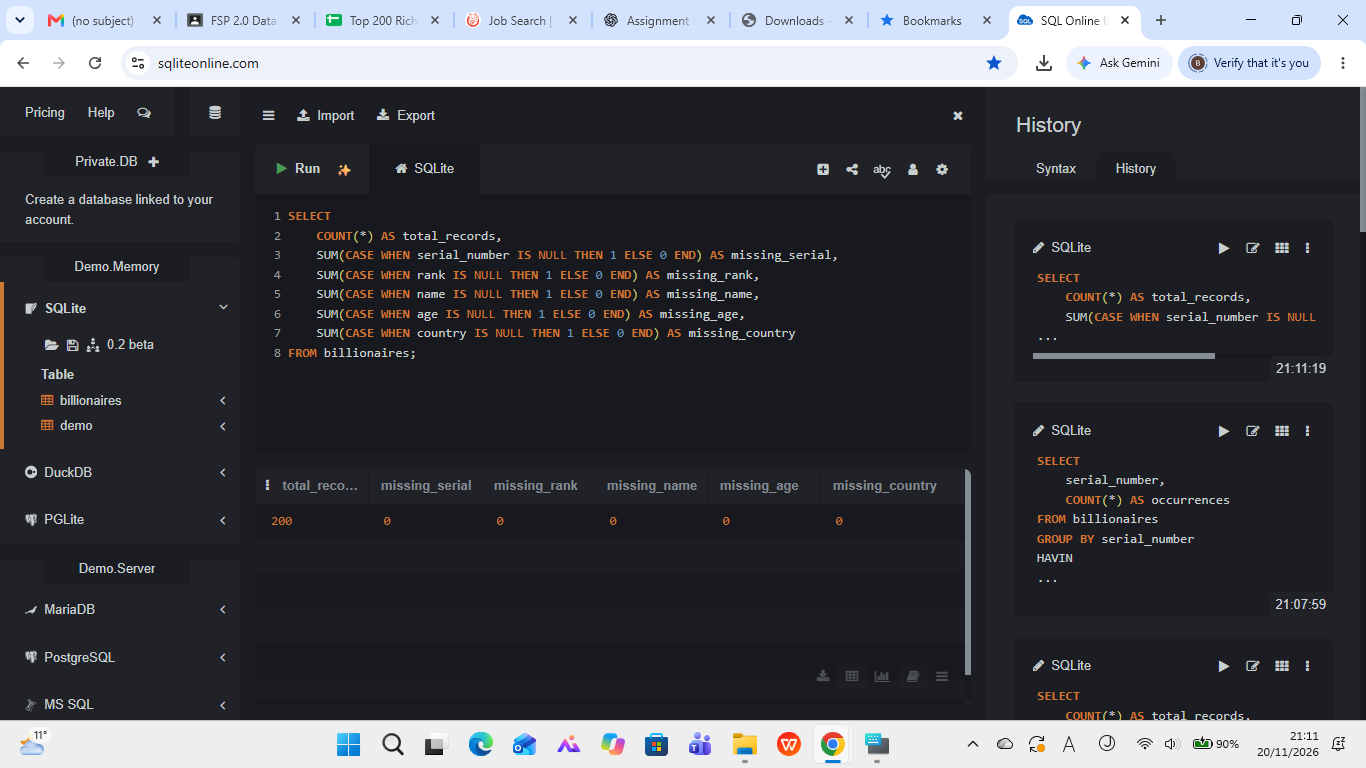 (no subject) -
FSP 2.0 Data
Top 200 Rich
Job Search |
Assignment
Downloads -
Bookmarks
SQL Online I
sqliteonline.com
Ask Gemini
Verify that it's you
Pricing
Help
Import
Export
History
Private.DB
Run
SQLite
Syntax
History
Create a database linked to your
account.
Demo.Memory
SQLite
0.2 beta
Table
billionaires
demo
DuckDB
PGLite
Demo.Server
MariaDB
PostgreSQL
MS SQL
1 SELECT
2 COUNT(*) AS total_records,
3 SUM(CASE WHEN serial_number IS NULL THEN 1 ELSE 0 END) AS missing_serial,
4 SUM(CASE WHEN rank IS NULL THEN 1 ELSE 0 END) AS missing_rank,
5 SUM(CASE WHEN name IS NULL THEN 1 ELSE 0 END) AS missing_name,
6 SUM(CASE WHEN age IS NULL THEN 1 ELSE 0 END) AS missing_age,
7 SUM(CASE WHEN country IS NULL THEN 1 ELSE 0 END) AS missing_country
8 FROM billionaires;
total_reco... missing_serial missing_rank missing_name missing_age missing_country
200 0 0 0 0 0
SQLite
SELECT
COUNT(*) AS total_records,
SUM(CASE WHEN serial_number IS NULL
...
21:11:19
SQLite
SELECT
serial_number,
COUNT(*) AS occurrences
FROM billionaires
GROUP BY serial_number
HAVIN
...
21:07:59
SQLite
SELECT
COUNT(*) AS total_records,
11°
90%
21:11
20/11/2026